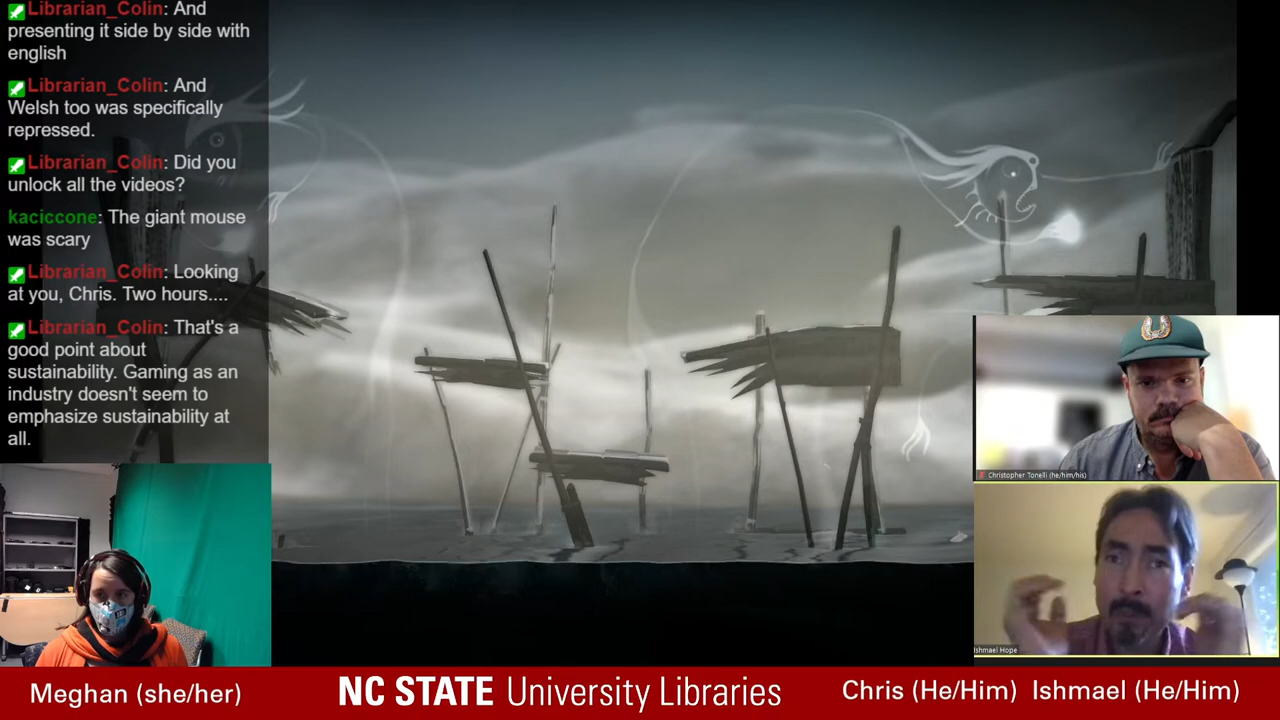 Librarian_Colin: And
presenting it side by side with
english
Librarian_Colin: And
Welsh too was specifically
repressed.
Librarian_Colin: Did you
unlock all the videos?
kaciccone: The giant mouse
was scary
Librarian_Colin: Looking
at you, Chris. Two hours....
Librarian_Colin: That's a
good point about
sustainability. Gaming as an
industry doesn't seem to
emphasize sustainability at
all.
Christopher Tonelli (he/him/his)
Ishmael Hope
Meghan (she/her)
NC STATE University Libraries
Chris (He/Him) Ishmael (He/Him)